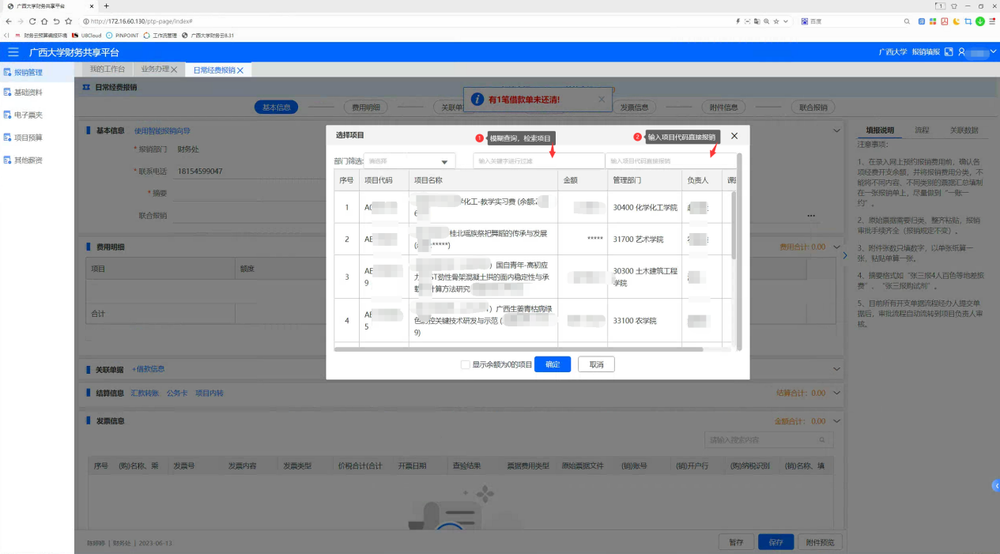 广西大学财务共享平台
http://172.16.60.130/ptp-page/index#
百度
财务云预算编报环境 U8Cloud PINPOINT 工作流管理 广西大学财务云8.31
广西大学财务共享平台
广西大学 报销填报
报销管理
基础资料
电子票夹
项目预算
其他薪资
我的工作台 业务办理 日常经费报销
日常经费报销
有1笔借款单未还清!
基本信息 费用明细 关联单 发票信息 附件信息 联合报销
基本信息 使用智能报销向导
* 报销部门 财务处
* 联系电话 18154599047
* 摘要
联合报销
费用明细
费用合计: 0.00
项目 额度
合计
关联单据 +借款信息
结算信息 汇款转账 公务卡 项目内转
结算合计: 0.00
发票信息
金额合计: 0.00
请输入搜索内容
序号 (购)名称、乘 发票号 发票内容 发票类型 价税合计(合计 开票日期 查验结果 票据费用类型 原始票据文件 (销)账号 (销)开户行 (购)纳税识别 (销)名称、填
财务处 | 2023-06-13
暂存 保存 附件预览
选择项目
1 模糊查询，检索项目
2 输入项目代码直接报销
部门筛选: 请选择
输入关键字进行过滤
输入项目代码直接报销
序号 项目代码 项目名称 金额 管理部门 负责人
1 学化工-教学实习费 (余额:2 30400 化学化工学院
6
2 AE 桂北瑶族祭祀舞蹈的传承与发展 ***** 31700 艺术学院
*****)
3 AE ）国自青年-高初应 30300 土木建筑工程
9 力 T劲性骨架混凝土拱的面内稳定性与承 学院
载 计算方法研究
4 AE ）广西生姜青枯病绿 33100 农学院
5 色防控关键技术研发与示范 (
9)
显示余额为0的项目 确定 取消
填报说明 流程 关联数据
注意事项:
1、在录入网上预约报销费用前，确认各
项经费开支余额，并将报销费用分类，不
能将不同内容、不同类别的票据汇总填制
在一张报销单上，尽量做到“一张一
约”。
2、原始票据需要归类、整齐粘贴，报销
审批手续齐全（报销规定不变）。
3、附件张数只填数字，以单张纸算一
张，粘贴单算一张。
4、摘要格式如“张三报4人百色等地差旅
费”、“张三报购试剂”。
5、目前所有开支单据流程经办人提交单
据后，审批流程自动流转到项目负责人审
核。